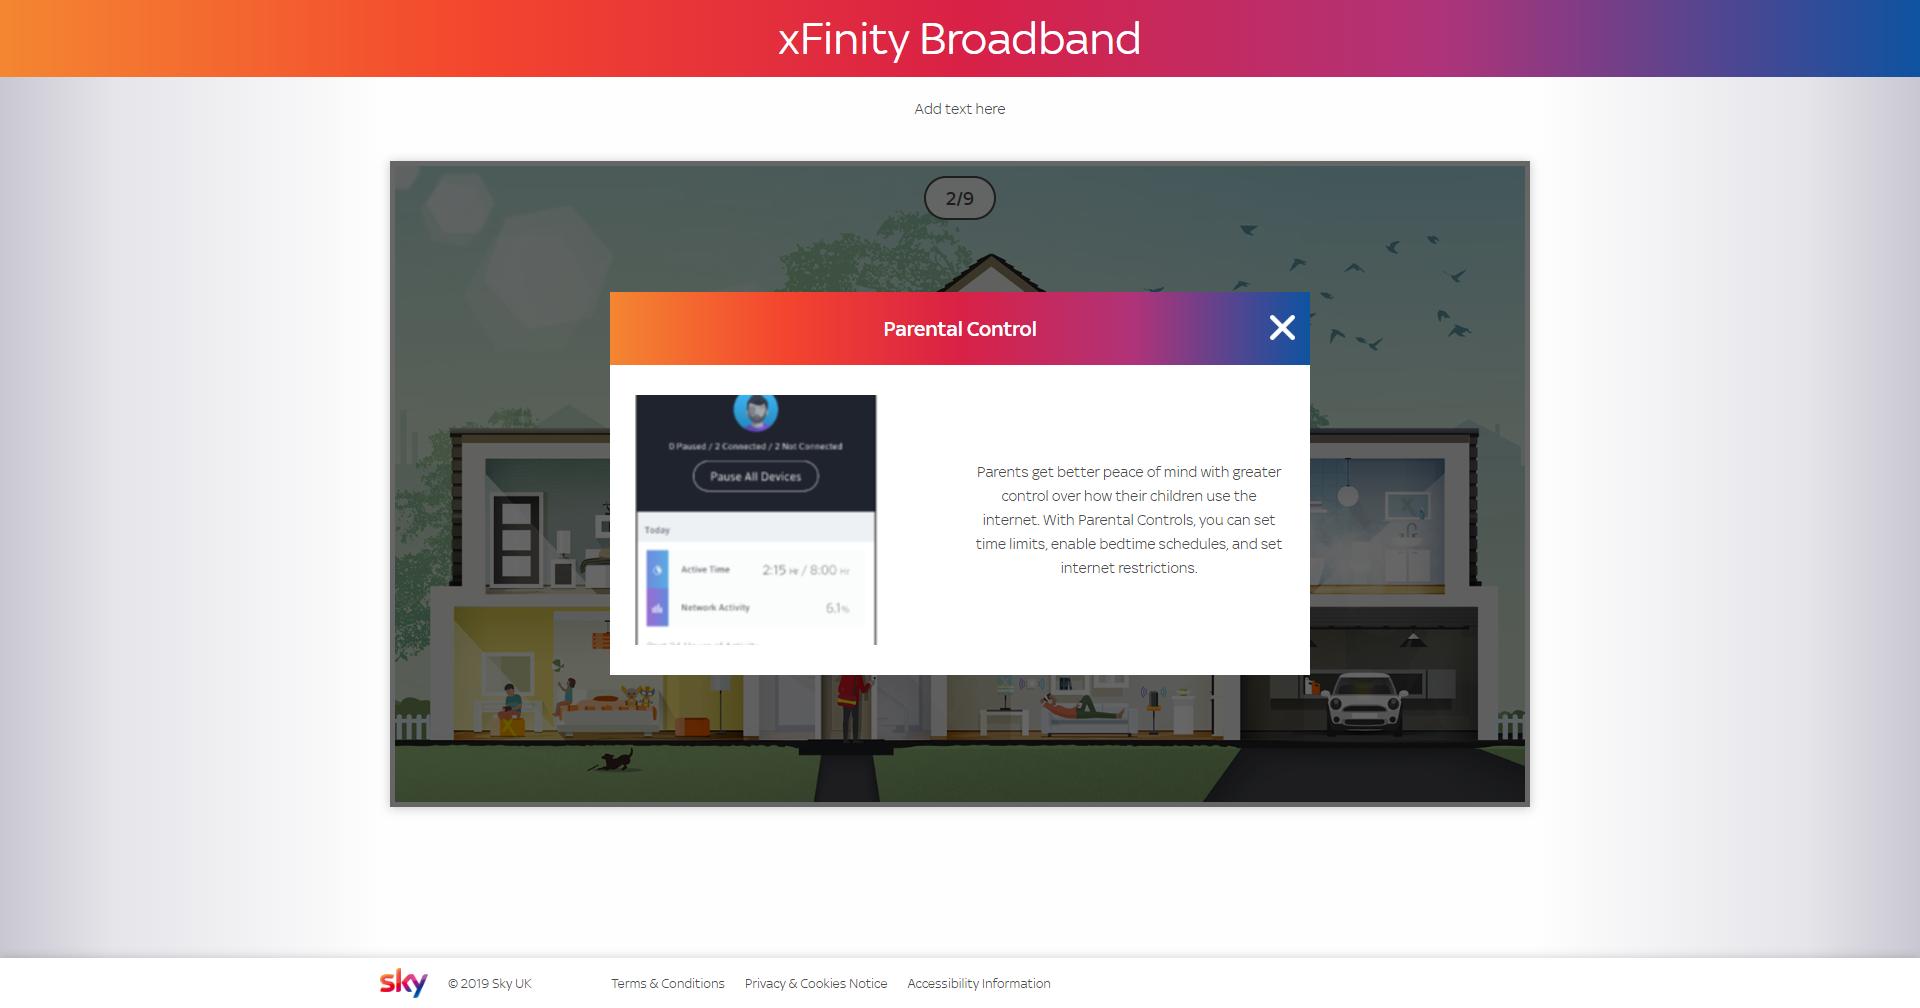 xFinity Broadband
Add text here
2/9
Parental Control
0 Paused / 2 Connected / 2 Not Connected
Pause All Devices
Today
Active Time 2:15 Hr / 8:00 Hr
Network Activity 6.1%
Parents get better peace of mind with greater
control over how their children use the
internet. With Parental Controls, you can set
time limits, enable bedtime schedules, and set
internet restrictions.
sky © 2019 Sky UK Terms & Conditions Privacy & Cookies Notice Accessibility Information